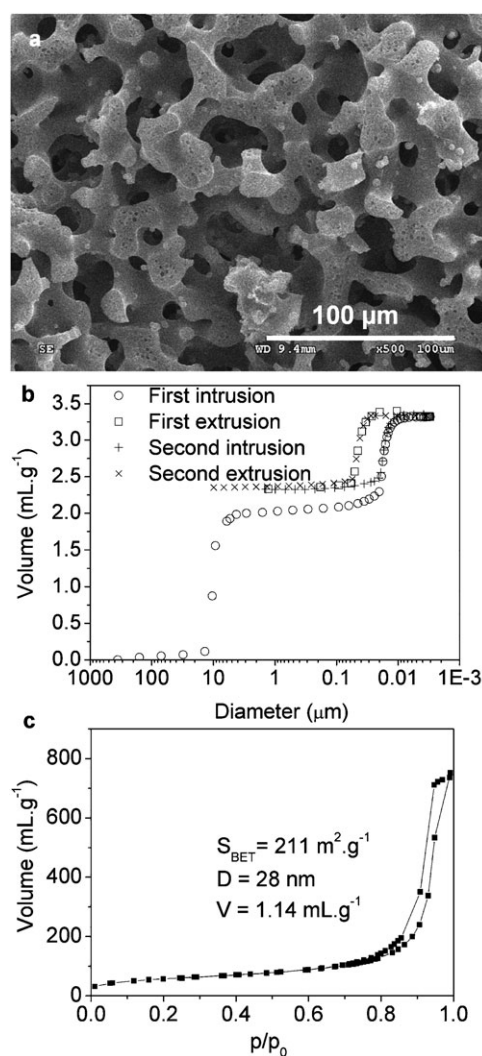 a
100 µm
SE
WD 9.4mm
x500 100um
b
First intrusion
First extrusion
Second intrusion
Second extrusion
Volume (mL.g⁻¹)
3.5
3.0
2.5
2.0
1.5
1.0
0.5
0.0
1000 100 10 1 0.1 0.01 1E-3
Diameter (µm)
c
Volume (mL.g⁻¹)
800
600
400
200
0
S_BET = 211 m².g⁻¹
D = 28 nm
V = 1.14 mL.g⁻¹
0.0 0.2 0.4 0.6 0.8 1.0
p/p₀